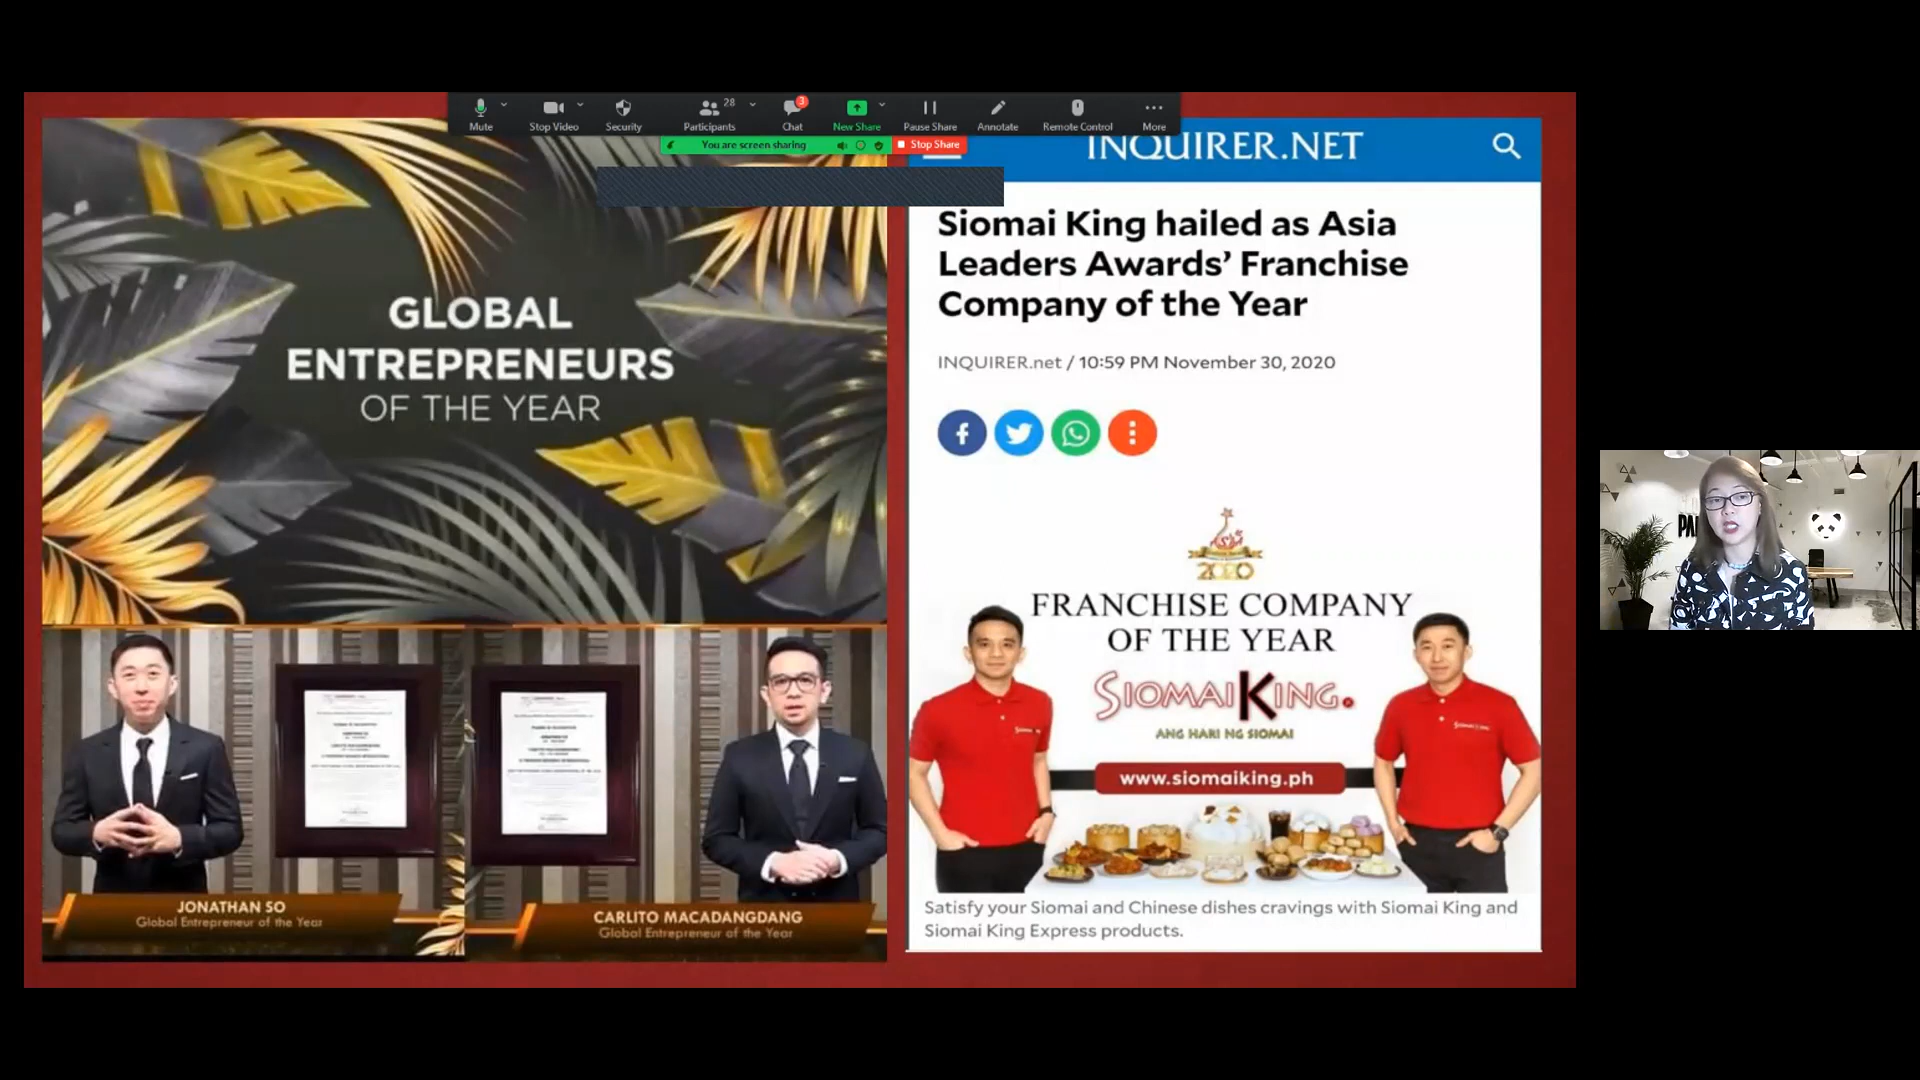 Mute
Stop Video
Security
28
Participants
3
Chat
New Share
Pause Share
Annotate
Remote Control
More
You are screen sharing
Stop Share
GLOBAL
ENTREPRENEURS
OF THE YEAR
JONATHAN SO
Global Entrepreneur of the Year
CARLITO MACADANGDANG
Global Entrepreneur of the Year
INQUIRER.NET
Siomai King hailed as Asia
Leaders Awards’ Franchise
Company of the Year
INQUIRER.net / 10:59 PM November 30, 2020
2020
FRANCHISE COMPANY
OF THE YEAR
SIOMAIKING.
ANG HARI NG SIOMAI
www.siomaiking.ph
Satisfy your Siomai and Chinese dishes cravings with Siomai King and
Siomai King Express products.